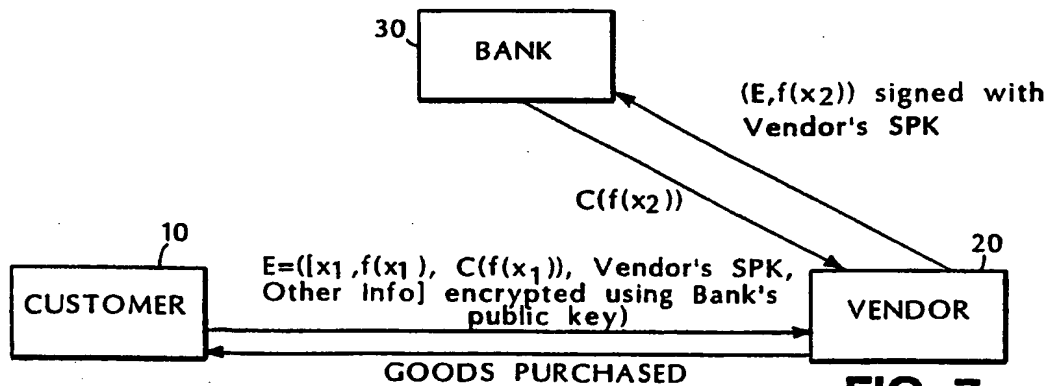 30
BANK
(E,f(x2)) signed with
Vendor's SPK
C(f(x2))
10
20
E=([x1,f(x1), C(f(x1)), Vendor's SPK,
Other Info] encrypted using Bank's
public key)
CUSTOMER
VENDOR
GOODS PURCHASED